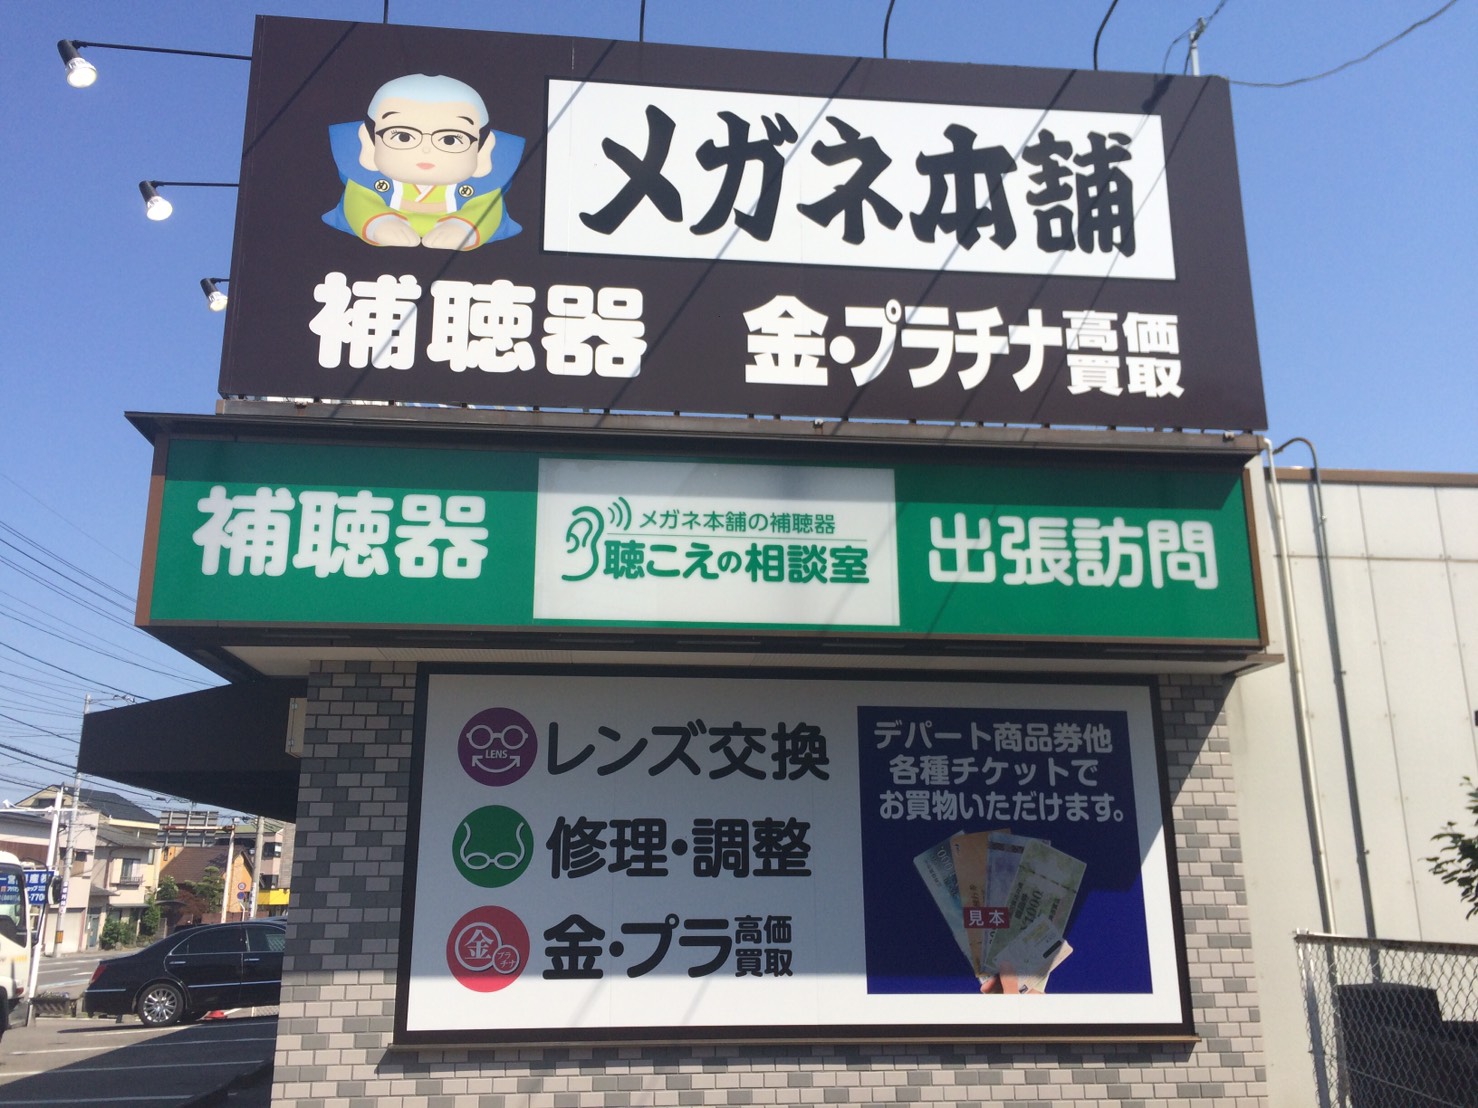 メガネ本舗
め め
補聴器 金・プラチナ高価買取
補聴器
メガネ本舗の補聴器
聴こえの相談室
出張訪問
LENS
レンズ交換
修理・調整
金
プラチナ
金・プラ高価買取
デパート商品券他
各種チケットで
お買物いただけます。
見本